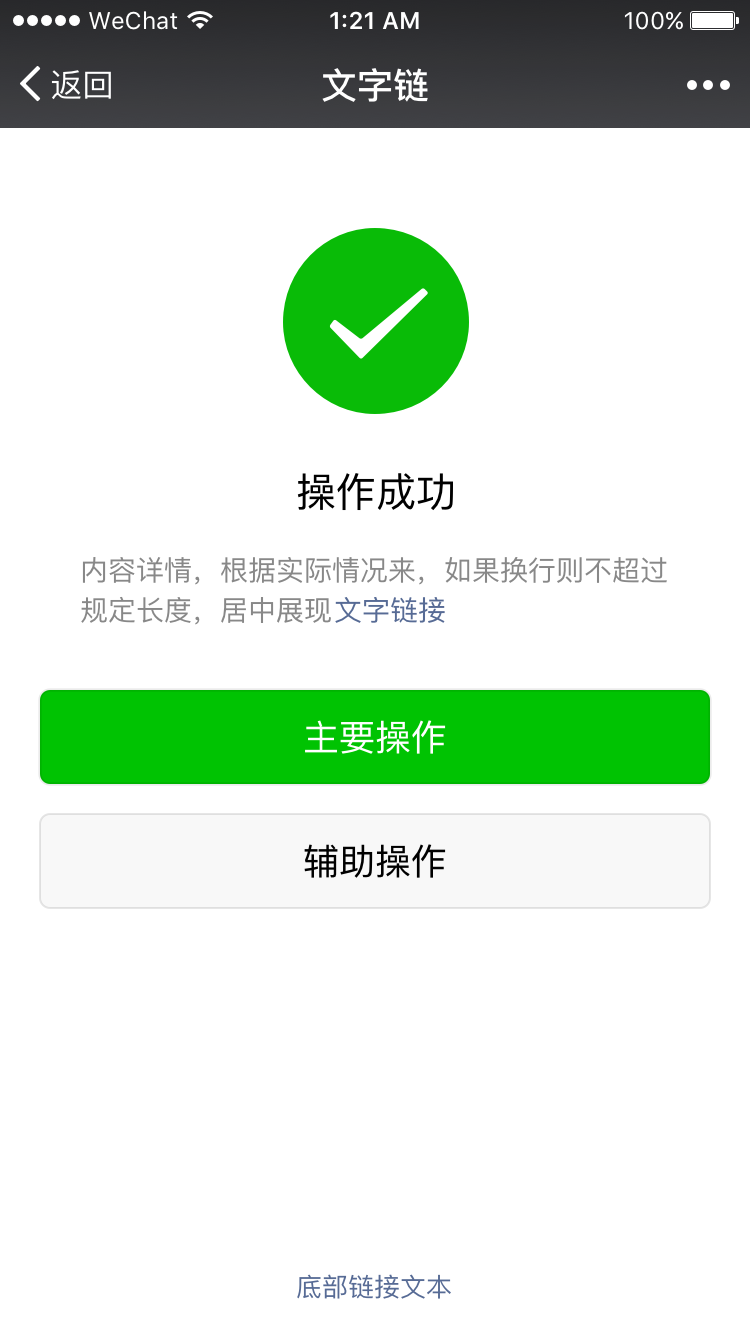 WeChat 1:21 AM 100%
返回 文字链
操作成功
内容详情，根据实际情况来，如果换行则不超过
规定长度，居中展现文字链接
主要操作
辅助操作
底部链接文本